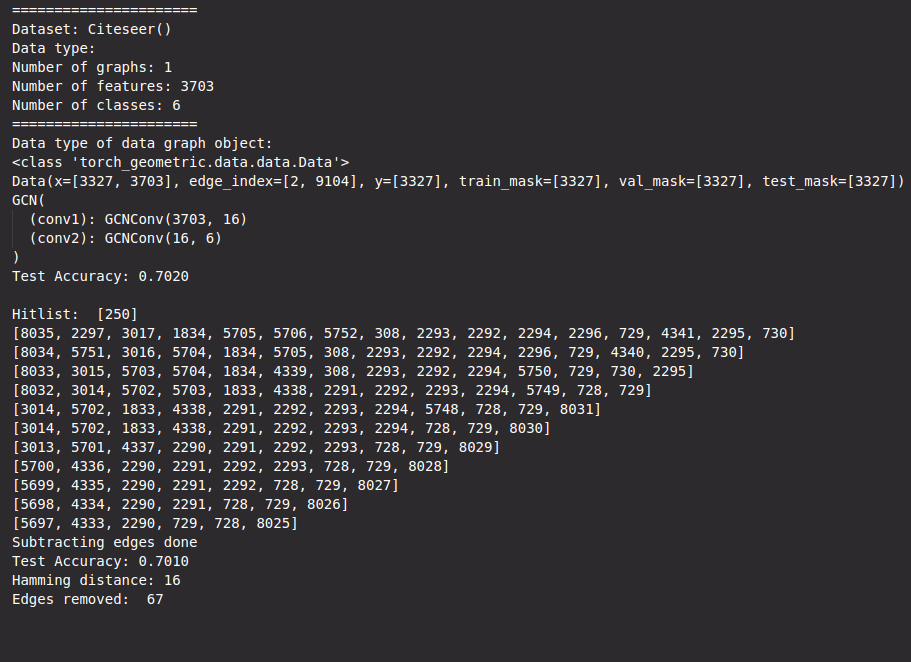 ======================
Dataset: Citeseer()
Data type:
Number of graphs: 1
Number of features: 3703
Number of classes: 6
======================
Data type of data graph object:
<class 'torch_geometric.data.data.Data'>
Data(x=[3327, 3703], edge_index=[2, 9104], y=[3327], train_mask=[3327], val_mask=[3327], test_mask=[3327])
GCN(
  (conv1): GCNConv(3703, 16)
  (conv2): GCNConv(16, 6)
)
Test Accuracy: 0.7020

Hitlist:  [250]
[8035, 2297, 3017, 1834, 5705, 5706, 5752, 308, 2293, 2292, 2294, 2296, 729, 4341, 2295, 730]
[8034, 5751, 3016, 5704, 1834, 5705, 308, 2293, 2292, 2294, 2296, 729, 4340, 2295, 730]
[8033, 3015, 5703, 5704, 1834, 4339, 308, 2293, 2292, 2294, 5750, 729, 730, 2295]
[8032, 3014, 5702, 5703, 1833, 4338, 2291, 2292, 2293, 2294, 5749, 728, 729]
[3014, 5702, 1833, 4338, 2291, 2292, 2293, 2294, 5748, 728, 729, 8031]
[3014, 5702, 1833, 4338, 2291, 2292, 2293, 2294, 728, 729, 8030]
[3013, 5701, 4337, 2290, 2291, 2292, 2293, 728, 729, 8029]
[5700, 4336, 2290, 2291, 2292, 2293, 728, 729, 8028]
[5699, 4335, 2290, 2291, 2292, 728, 729, 8027]
[5698, 4334, 2290, 2291, 728, 729, 8026]
[5697, 4333, 2290, 729, 728, 8025]
Subtracting edges done
Test Accuracy: 0.7010
Hamming distance: 16
Edges removed:  67